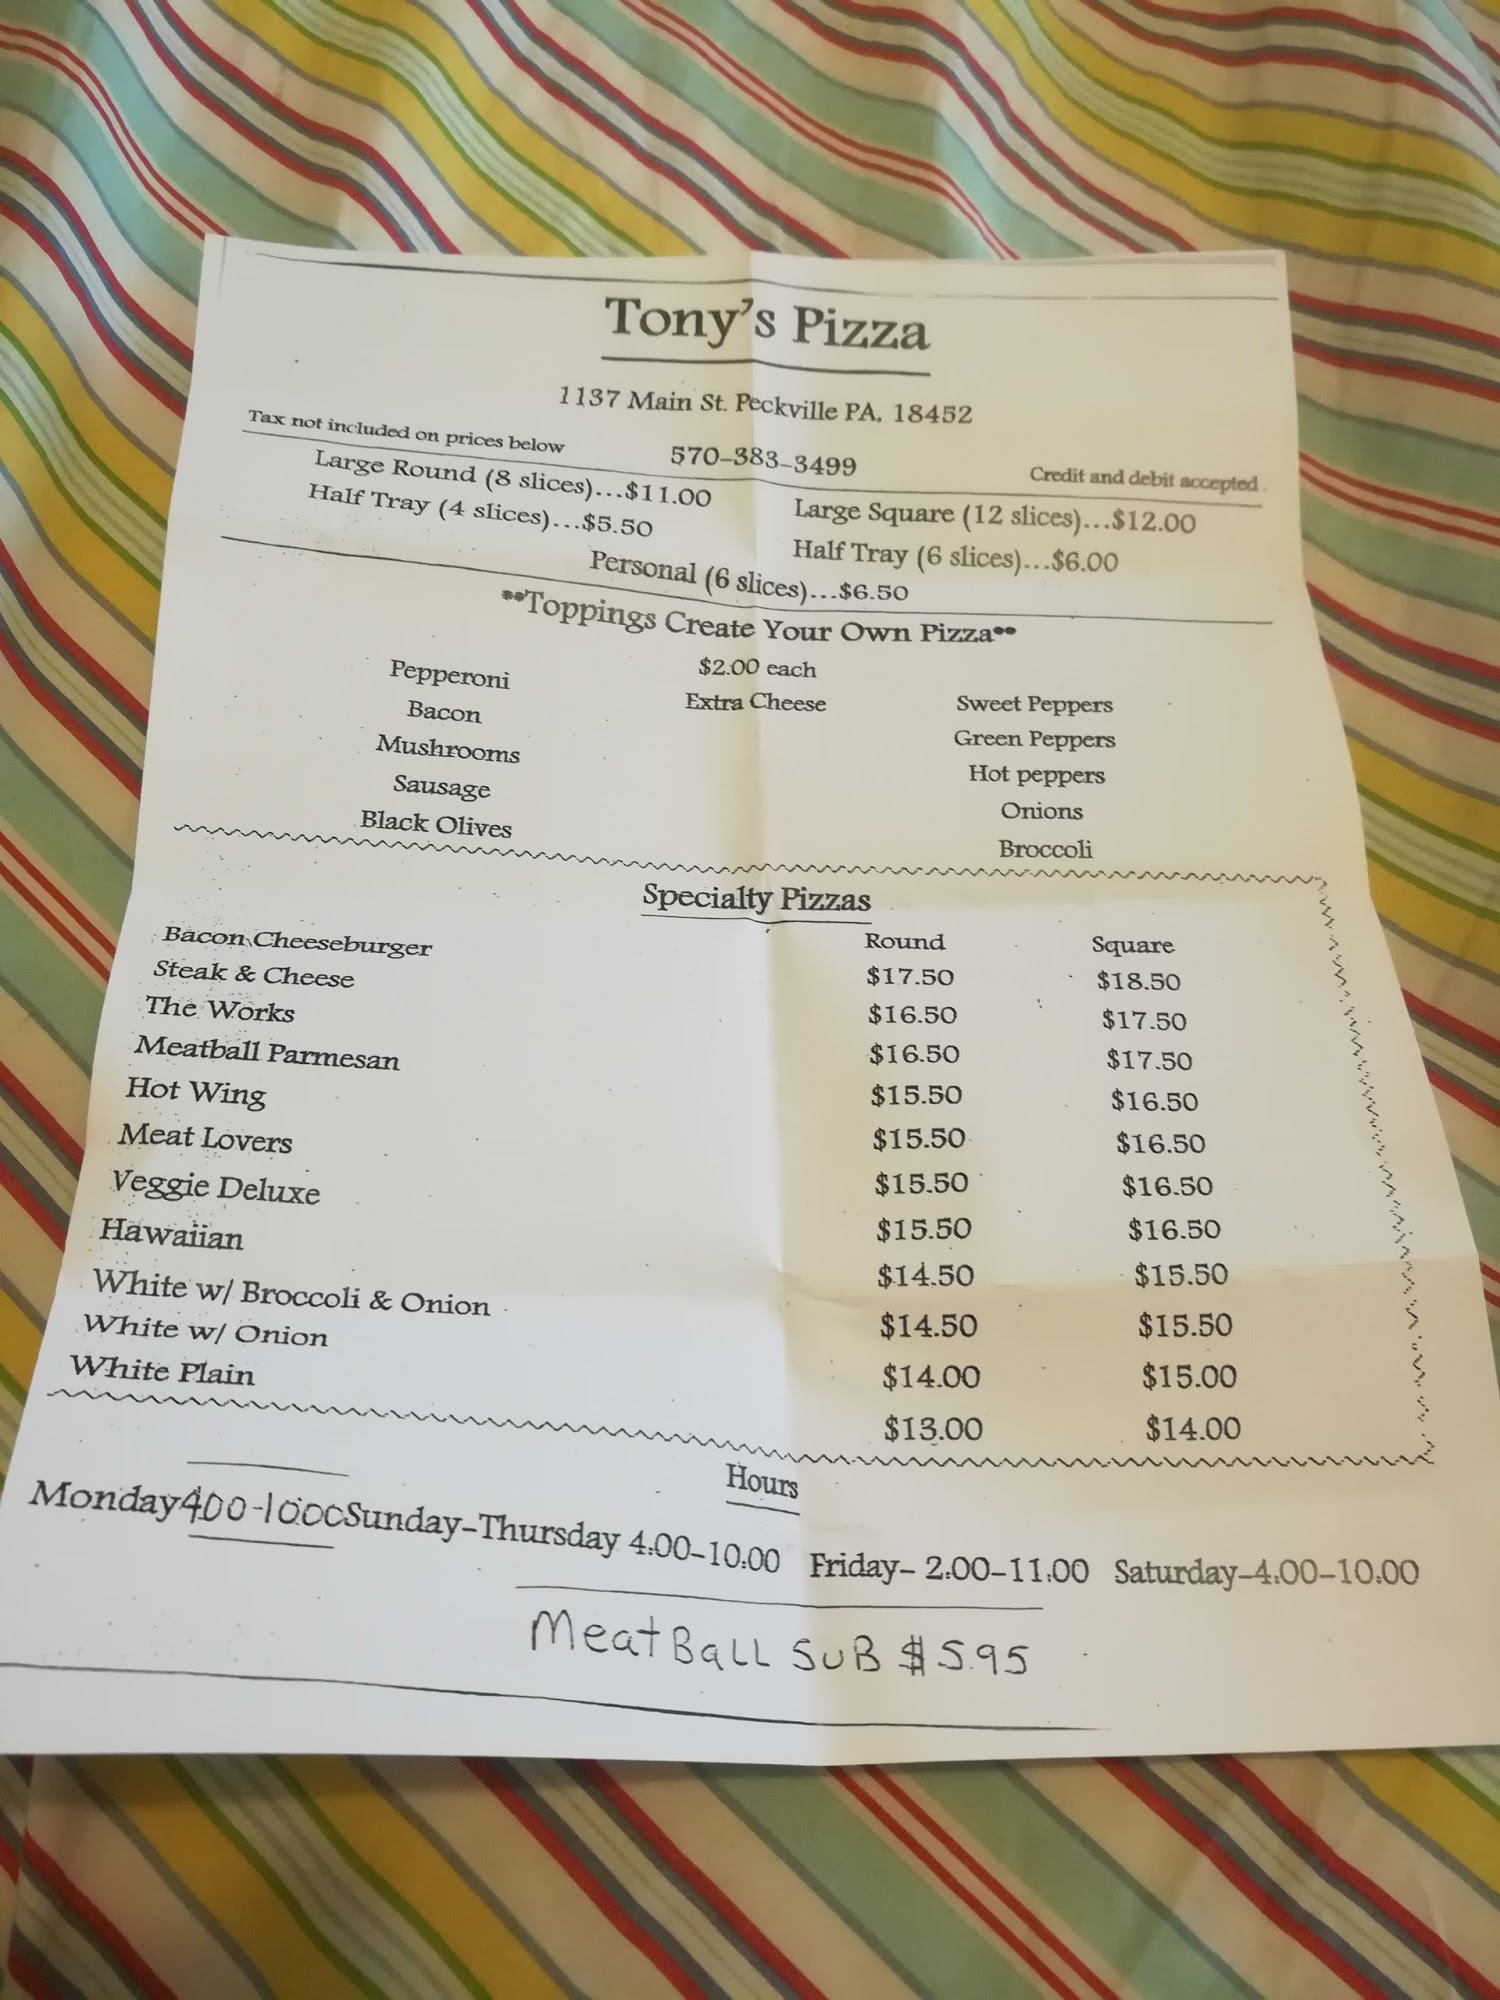 Tony's Pizza
1137 Main St. Peckville PA, 18452
Tax not included on prices below
570-383-3499
Credit and debit accepted
Large Round (8 slices)...$11.00
Large Square (12 slices)...$12.00
Half Tray (4 slices)...$5.50
Half Tray (6 slices)...$6.00
Personal (6 slices)...$6.50
**Toppings Create Your Own Pizza**
$2.00 each
Pepperoni Extra Cheese Sweet Peppers
Bacon Green Peppers
Mushrooms Hot peppers
Sausage Onions
Black Olives Broccoli
Specialty Pizzas
Round Square
Bacon Cheeseburger $17.50 $18.50
Steak & Cheese $16.50 $17.50
The Works $16.50 $17.50
Meatball Parmesan $15.50 $16.50
Hot Wing $15.50 $16.50
Meat Lovers $15.50 $16.50
Veggie Deluxe $15.50 $16.50
Hawaiian $14.50 $15.50
White w/ Broccoli & Onion $14.50 $15.50
White w/ Onion $14.00 $15.00
White Plain $13.00 $14.00
Hours
Monday 400-1000 Sunday-Thursday 4:00-10:00 Friday- 2:00-11:00 Saturday-4:00-10:00
MeatBall SuB $5.95